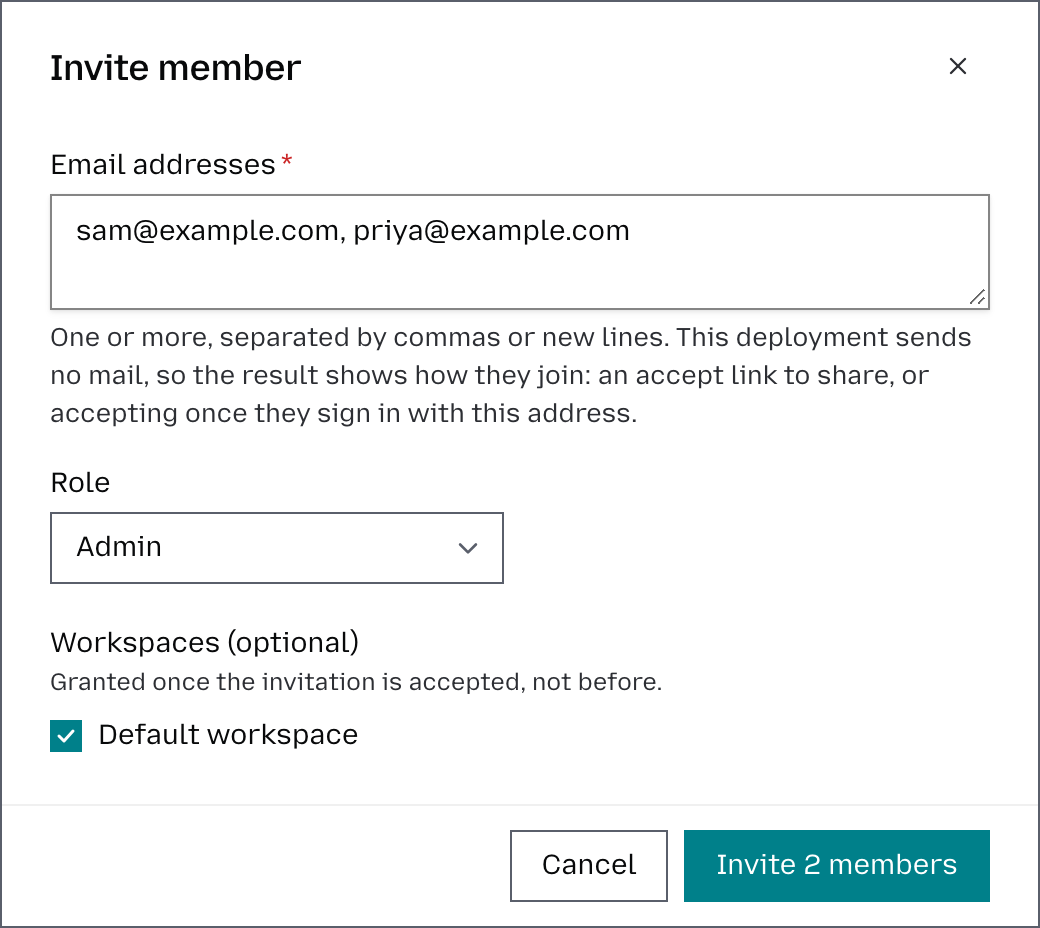 Invite member
Email addresses *
sam@example.com, priya@example.com
One or more, separated by commas or new lines. This deployment sends
no mail, so the result shows how they join: an accept link to share, or
accepting once they sign in with this address.
Role
Admin
Workspaces (optional)
Granted once the invitation is accepted, not before.
Default workspace
Cancel
Invite 2 members